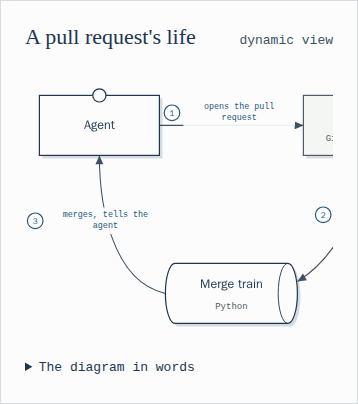 A pull request's life
dynamic view
Agent
1
opens the pull
request
3
merges, tells the
agent
2
Merge train
Python
The diagram in words